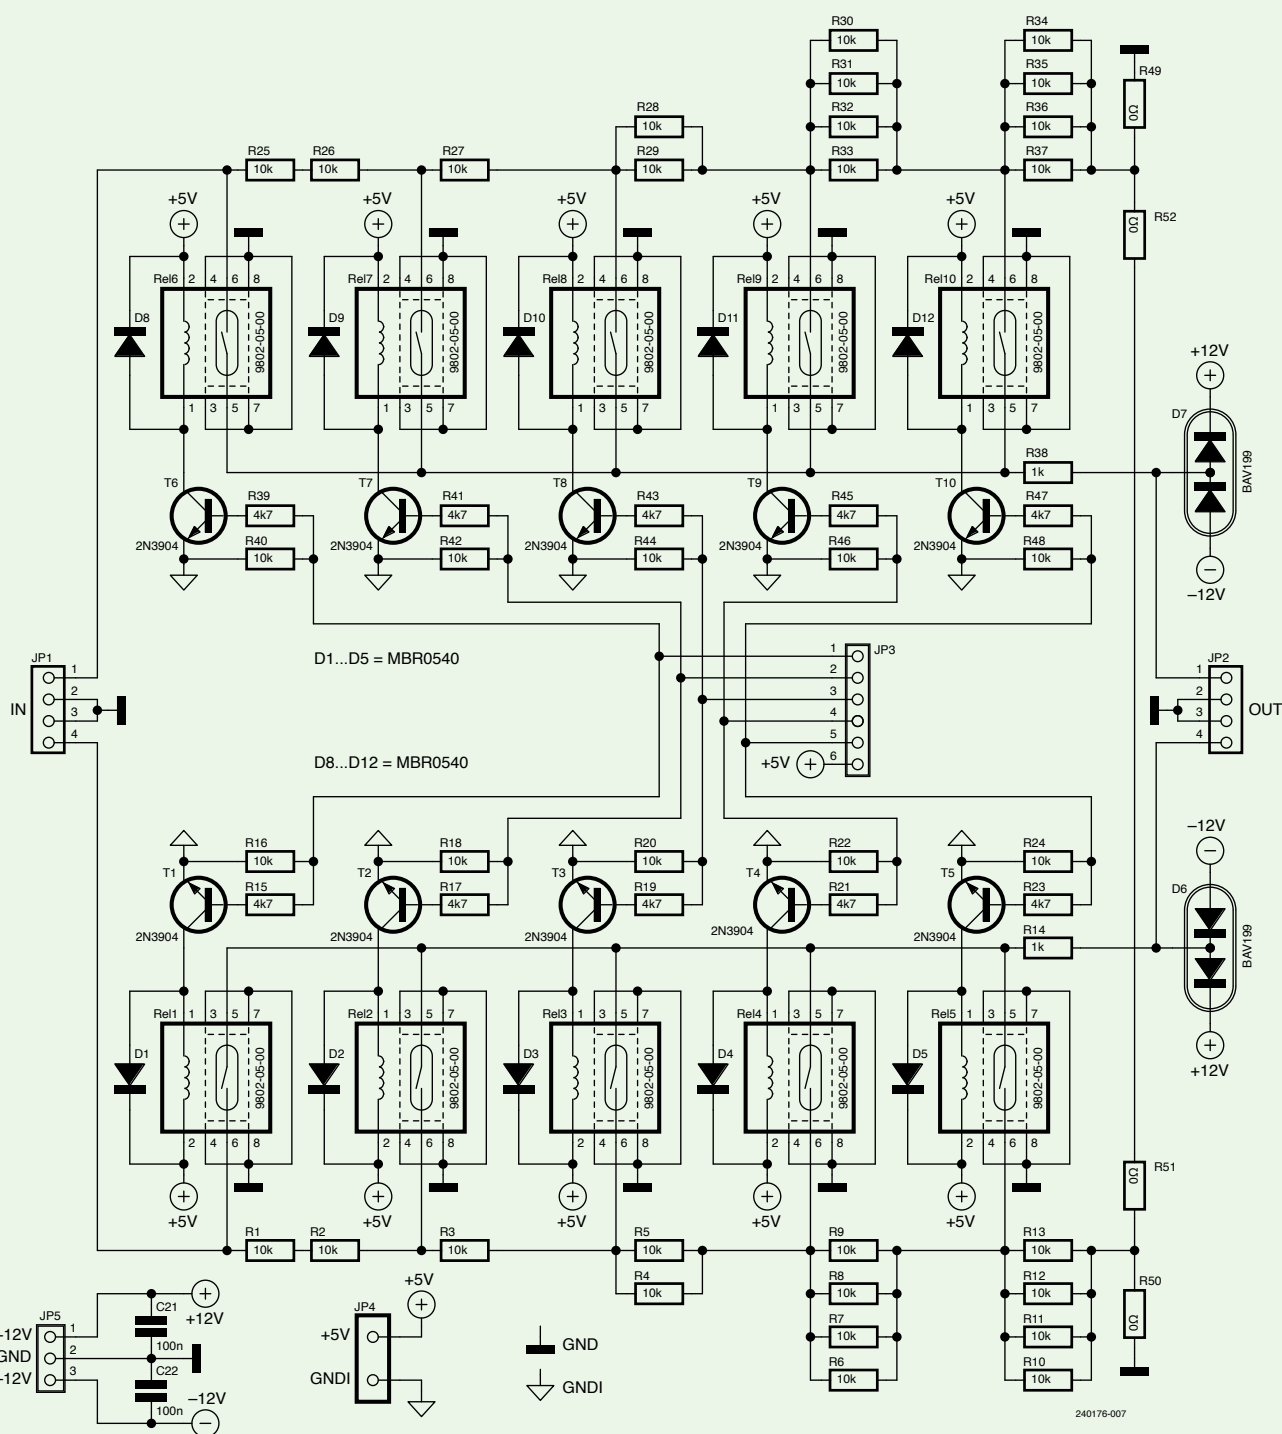 R30 R34
10k 10k
R31 R35 R49
10k 10k 0Ω
R28 R32 R36
10k 10k 10k
R25 R26 R27 R29 R33 R37
10k 10k 10k 10k 10k 10k
+5V +5V +5V +5V +5V R52
0Ω
Rel6 2 4 6 8 Rel7 2 4 6 8 Rel8 2 4 6 8 Rel9 2 4 6 8 Rel10 2 4 6 8
D8 D9 D10 D11 D12
9802-05-00 9802-05-00 9802-05-00 9802-05-00 9802-05-00
+12V
1 3 5 7 1 3 5 7 1 3 5 7 1 3 5 7 1 3 5 7
D7
BAV199
R38
1k
T6 T7 T8 T9 T10
R39 R41 R43 R45 R47
4k7 4k7 4k7 4k7 4k7
2N3904 2N3904 2N3904 2N3904 2N3904
R40 R42 R44 R46 R48
10k 10k 10k 10k 10k
–12V
D1...D5 = MBR0540
JP1 JP3 JP2
1 1 1
2 2 2
IN OUT
3 3 3
4 4 4
5
D8...D12 = MBR0540
+5V 6
–12V
R16 R18 R20 R22 R24
10k 10k 10k 10k 10k
T1 T2 T3 T4 T5
R15 R17 R19 R21 R23
4k7 4k7 4k7 4k7 4k7
D6
BAV199
2N3904 2N3904 2N3904 2N3904 2N3904
R14
1k
Rel1 1 3 5 7 Rel2 1 3 5 7 Rel3 1 3 5 7 Rel4 1 3 5 7 Rel5 1 3 5 7
D1 D2 D3 D4 D5
9802-05-00 9802-05-00 9802-05-00 9802-05-00 9802-05-00
+12V
2 4 6 8 2 4 6 8 2 4 6 8 2 4 6 8 2 4 6 8
R51
0Ω
+5V +5V +5V +5V +5V
R1 R2 R3 R5 R9 R13
10k 10k 10k 10k 10k 10k
R4 R8 R12 R50
10k 10k 10k 0Ω
+5V
C21
+12V
100n
JP5 JP4
-12V 1 +5V
R7 R11
10k 10k
GND 2
GND
C22
-12V 3 GNDI
GNDI
R6 R10
10k 10k
–12V
100n
240176-007